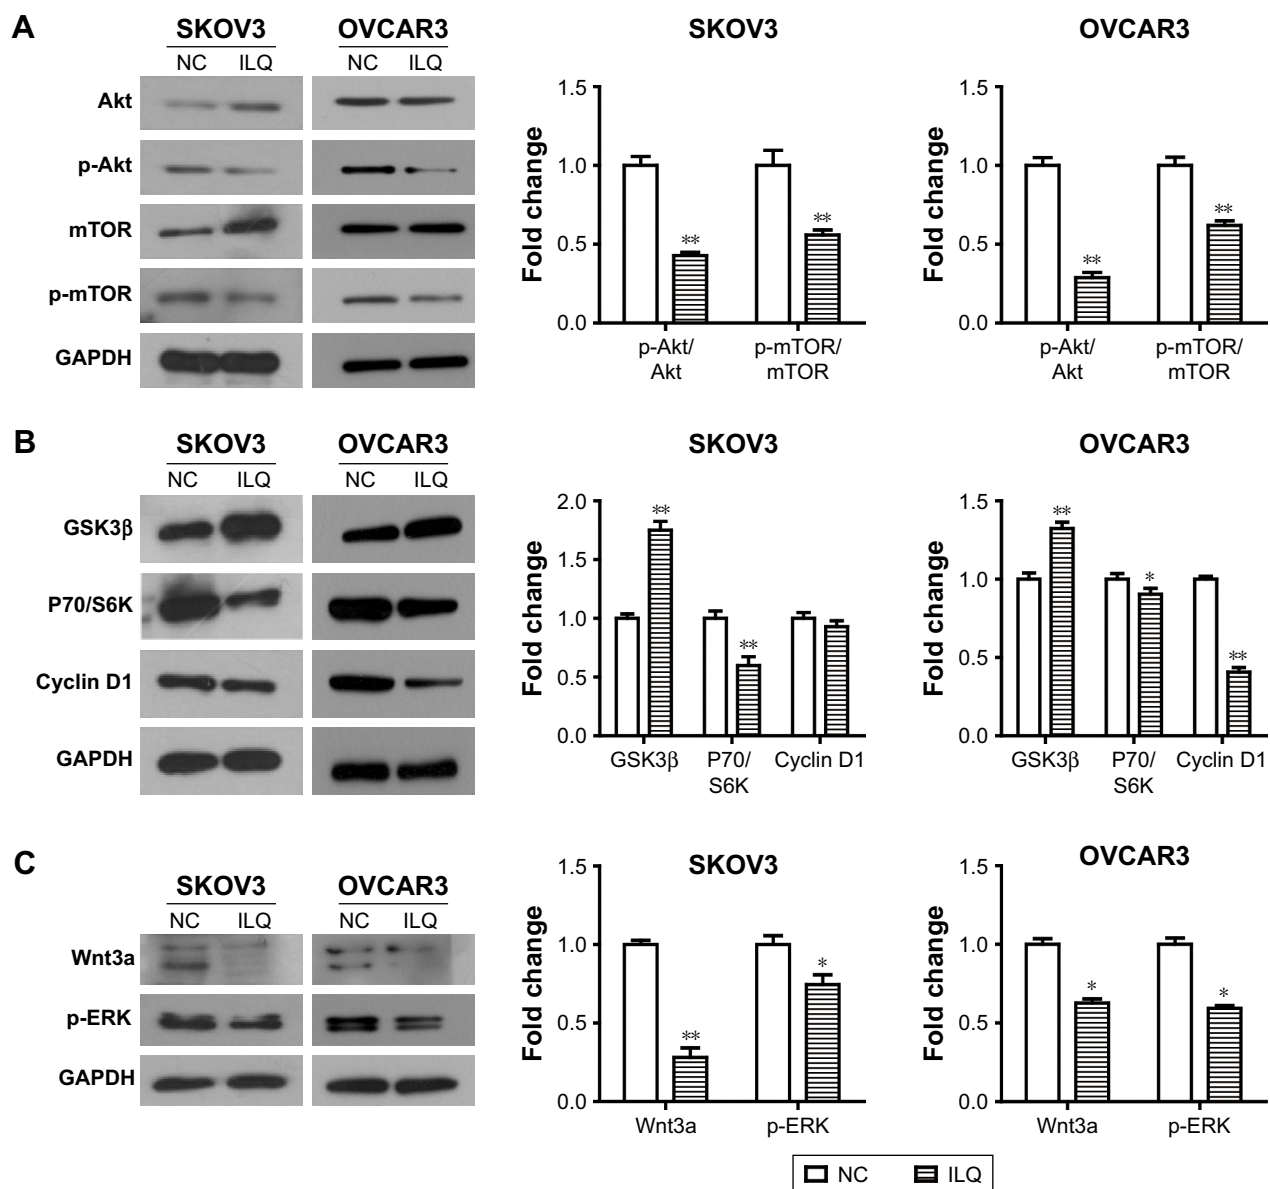 A
SKOV3 OVCAR3
NC ILQ NC ILQ
Akt
p-Akt
mTOR
p-mTOR
GAPDH
SKOV3
Fold change
1.5
1.0
0.5
0.0
**
**
p-Akt/
Akt
p-mTOR/
mTOR
OVCAR3
Fold change
1.5
1.0
0.5
0.0
**
**
p-Akt/
Akt
p-mTOR/
mTOR
B
SKOV3 OVCAR3
NC ILQ NC ILQ
GSK3β
P70/S6K
Cyclin D1
GAPDH
SKOV3
Fold change
2.0
1.5
1.0
0.5
0.0
**
**
GSK3β
P70/
S6K
Cyclin D1
OVCAR3
Fold change
1.5
1.0
0.5
0.0
**
*
**
GSK3β
P70/
S6K
Cyclin D1
C
SKOV3 OVCAR3
NC ILQ NC ILQ
Wnt3a
p-ERK
GAPDH
SKOV3
Fold change
1.5
1.0
0.5
0.0
**
*
Wnt3a
p-ERK
OVCAR3
Fold change
1.5
1.0
0.5
0.0
*
*
Wnt3a
p-ERK
NC ILQ